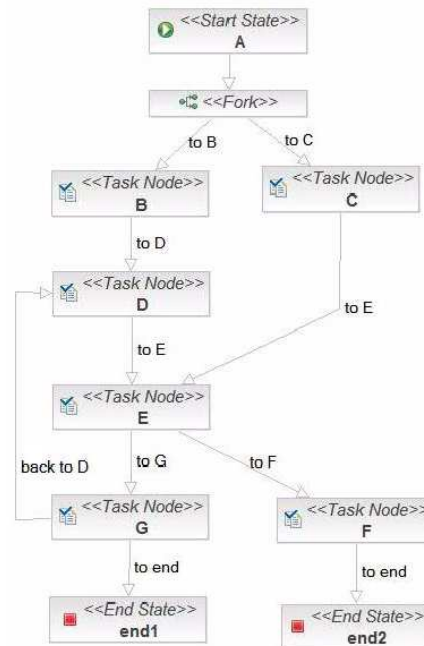 <<Start State>>
A
<<Fork>>
to B
to C
<<Task Node>>
B
<<Task Node>>
C
to D
<<Task Node>>
D
to E
to E
<<Task Node>>
E
to G
to F
back to D
<<Task Node>>
G
<<Task Node>>
F
to end
to end
<<End State>>
end1
<<End State>>
end2